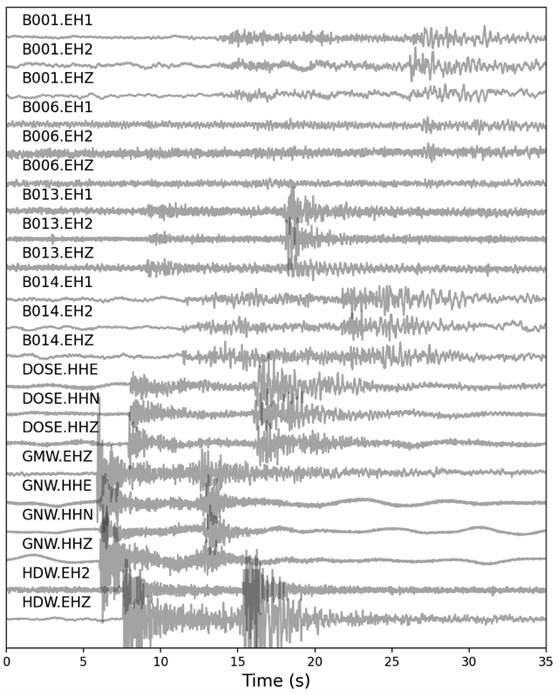 B001.EH1
B001.EH2
B001.EHZ
B006.EH1
B006.EH2
B006.EHZ
B013.EH1
B013.EH2
B013.EHZ
B014.EH1
B014.EH2
B014.EHZ
DOSE.HHE
DOSE.HHN
DOSE.HHZ
GMW.EHZ
GNW.HHE
GNW.HHN
GNW.HHZ
HDW.EH2
HDW.EHZ
0 5 10 15 20 25 30 35
Time (s)